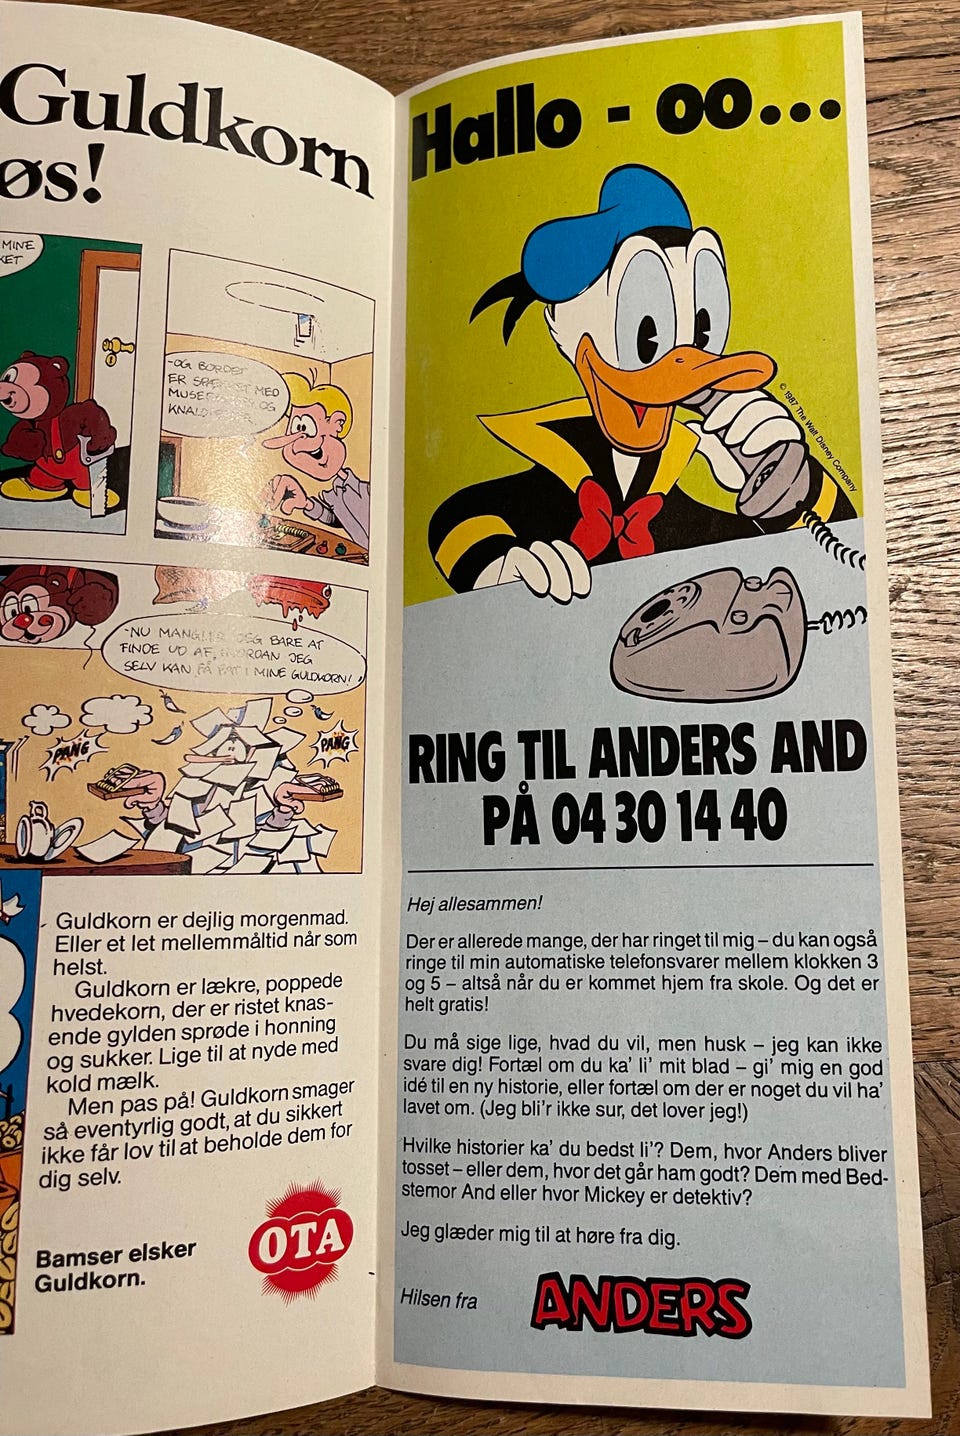 Guldkorn
øs!
MINE
KET
-OG BORDET
ER SPÆKKET MED
MUSEFÆLDER OG
KNALD
-NU MANGLER JEG BARE AT
FINDE UD AF, HVORDAN JEG
SELV KAN FÅ FAT I MINE GULDKORN!
PANG
PANG
Guldkorn er dejlig morgenmad.
Eller et let mellemmåltid når som
helst.
Guldkorn er lækre, poppede
hvedekorn, der er ristet knas-
ende gylden sprøde i honning
og sukker. Lige til at nyde med
kold mælk.
Men pas på! Guldkorn smager
så eventyrlig godt, at du sikkert
ikke får lov til at beholde dem for
dig selv.
Bamser elsker
Guldkorn.
OTA
Hallo - oo...
© 1987 The Walt Disney Company
RING TIL ANDERS AND
PÅ 04 30 14 40
Hej allesammen!
Der er allerede mange, der har ringet til mig – du kan også
ringe til min automatiske telefonsvarer mellem klokken 3
og 5 – altså når du er kommet hjem fra skole. Og det er
helt gratis!
Du må sige lige, hvad du vil, men husk – jeg kan ikke
svare dig! Fortæl om du ka' li' mit blad – gi' mig en god
idé til en ny historie, eller fortæl om der er noget du vil ha'
lavet om. (Jeg bli'r ikke sur, det lover jeg!)
Hvilke historier ka' du bedst li'? Dem, hvor Anders bliver
tosset – eller dem, hvor det går ham godt? Dem med Bed-
stemor And eller hvor Mickey er detektiv?
Jeg glæder mig til at høre fra dig.
Hilsen fra
ANDERS